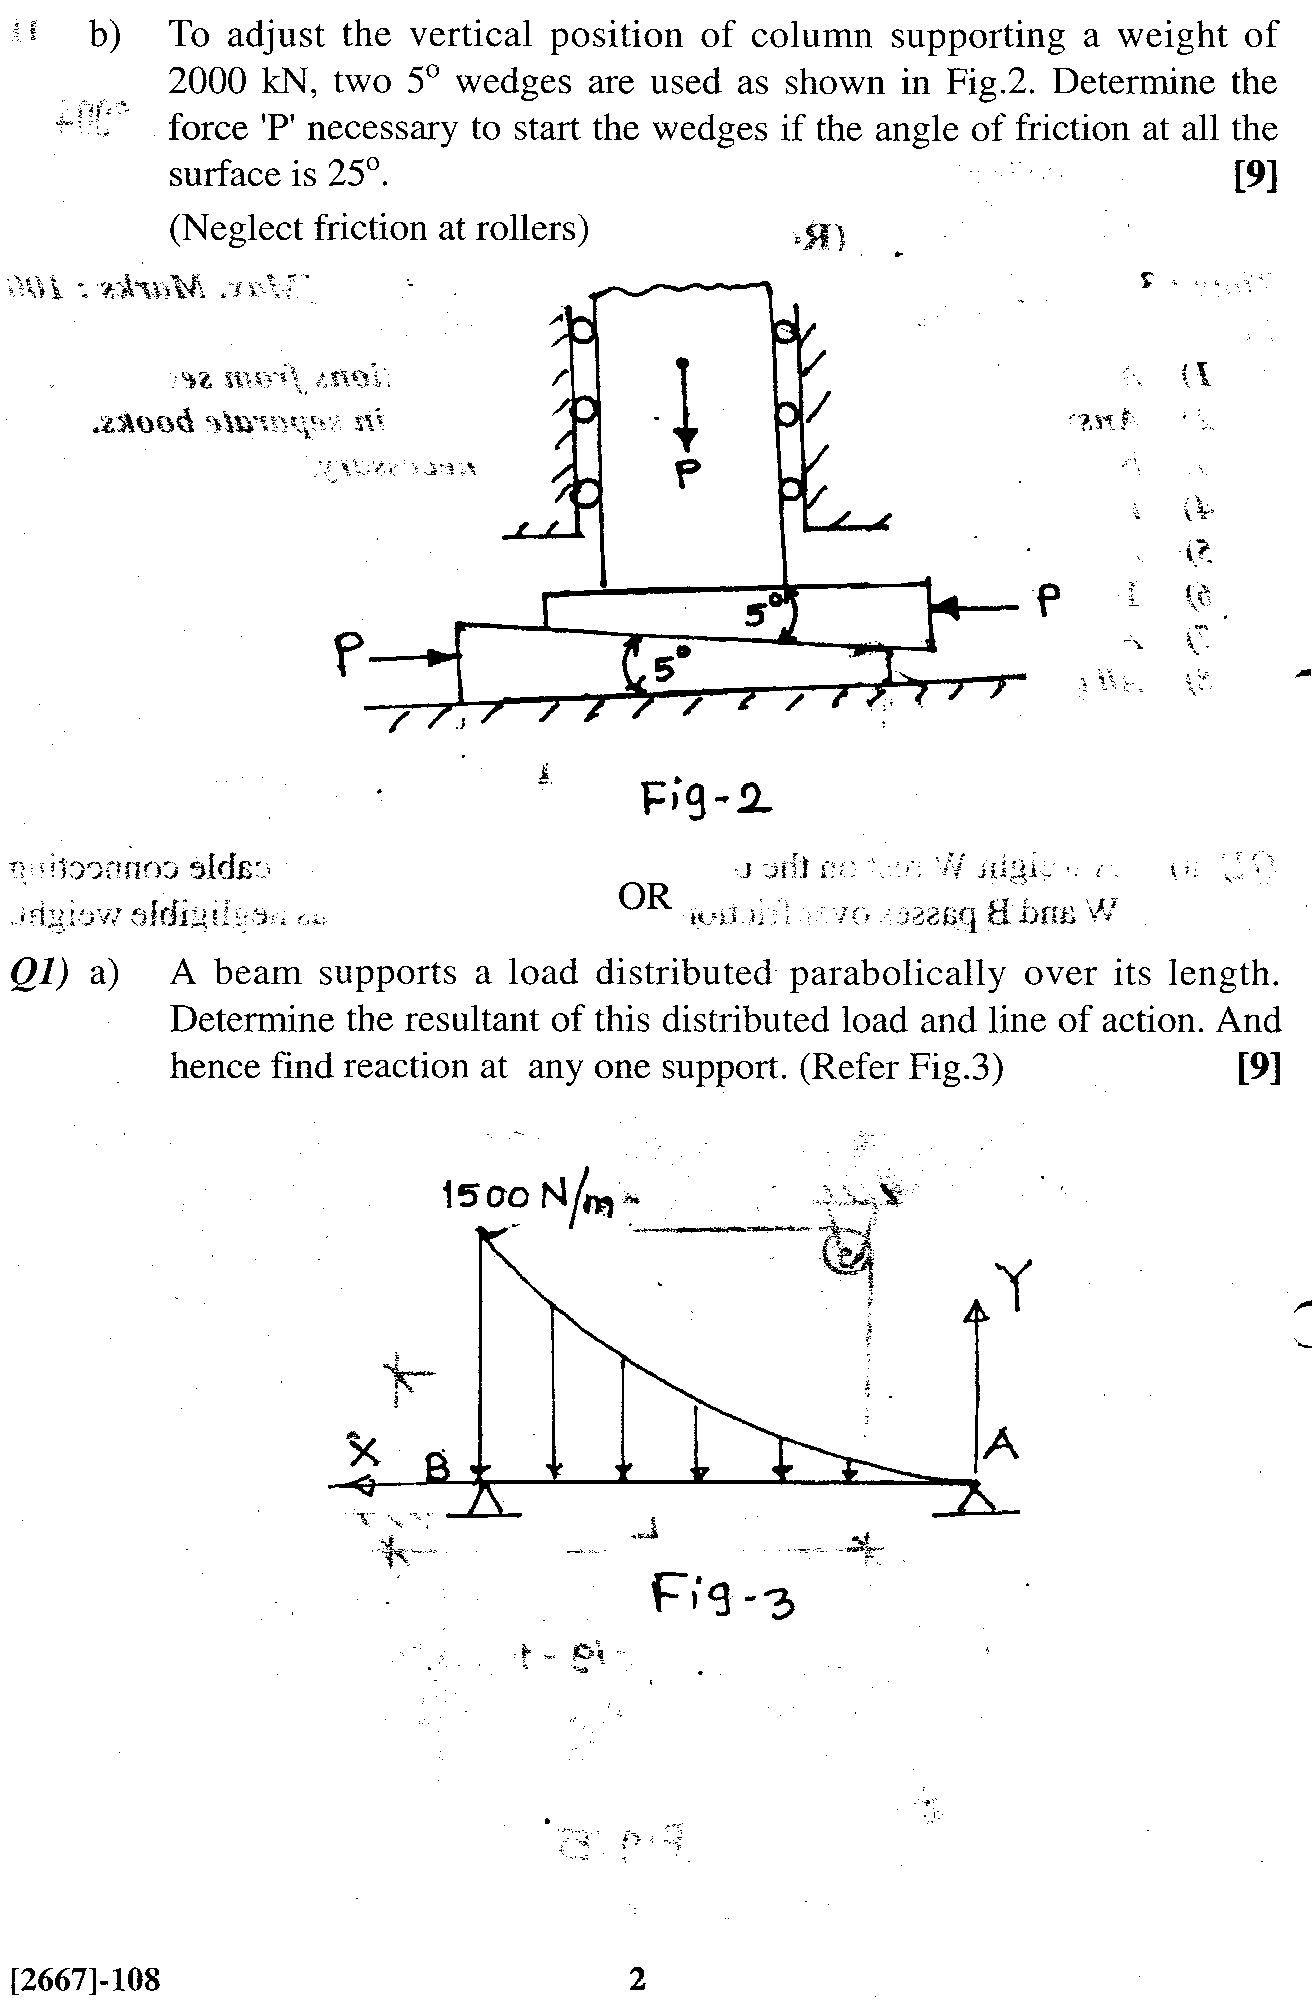 b) To adjust the vertical position of column supporting a weight of
2000 kN, two 5º wedges are used as shown in Fig.2. Determine the
force 'P' necessary to start the wedges if the angle of friction at all the
surface is 25º. [9]
(Neglect friction at rollers)
P
5º
P
P
5º
Fig-2
OR
Q1) a) A beam supports a load distributed parabolically over its length.
Determine the resultant of this distributed load and line of action. And
hence find reaction at any one support. (Refer Fig.3) [9]
1500 N/m
Y
X
B
A
L
Fig-3
[2667]-108
2